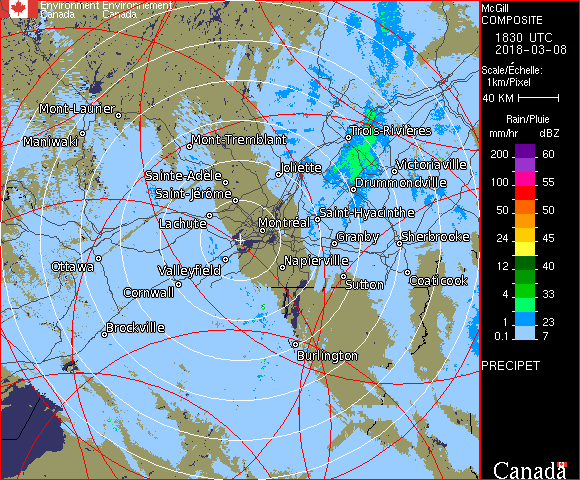 Environment Environnement
Canada Canada
McGill
COMPOSITE
1830 UTC
2018-03-08
Scale/Échelle:
1km/Pixel
40 KM
Rain/Pluie
mm/hr dBZ
200 60
100 55
50 50
24 45
12 40
4 33
1 23
0.1 7
PRECIPET
Canada
Mont-Laurier
Maniwaki
Mont-Tremblant
Trois-Rivières
Joliette
Victoriaville
Sainte-Adèle
Drummondville
Saint-Jérôme
Saint-Hyacinthe
Lachute
Montréal
Granby
Sherbrooke
Ottawa
Valleyfield
Napierville
Sutton
Coaticook
Cornwall
Brockville
Burlington